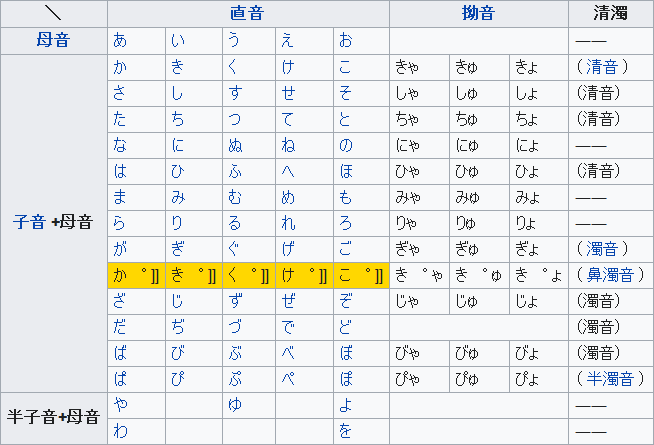 ＼ 直音 拗音 清濁
母音 あ い う え お ――
か き く け こ きゃ きゅ きょ （清音）
さ し す せ そ しゃ しゅ しょ （清音）
た ち つ て と ちゃ ちゅ ちょ （清音）
な に ぬ ね の にゃ にゅ にょ ――
は ひ ふ へ ほ ひゃ ひゅ ひょ （清音）
ま み む め も みゃ みゅ みょ ――
子音+母音 ら り る れ ろ りゃ りゅ りょ ――
が ぎ ぐ げ ご ぎゃ ぎゅ ぎょ （濁音）
か゜]] き゜]] く゜]] け゜]] こ゜]] き゜ゃ き゜ゅ き゜ょ （鼻濁音）
ざ じ ず ぜ ぞ じゃ じゅ じょ （濁音）
だ ぢ づ で ど （濁音）
ば び ぶ べ ぼ びゃ びゅ びょ （濁音）
ぱ ぴ ぷ ぺ ぽ ぴゃ ぴゅ ぴょ （半濁音）
半子音+母音 や ゆ よ ――
わ を ――